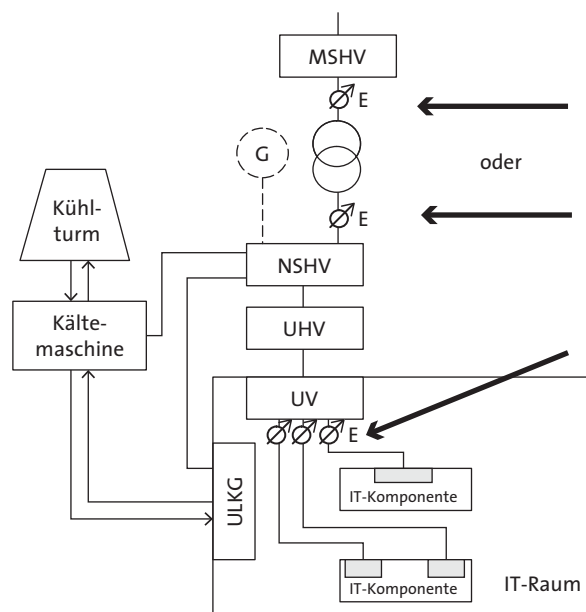 MSHV
E
G
oder
Kühl-
turm
E
NSHV
Kälte-
maschine
UHV
UV
E
ULKG
IT-Komponente
IT-Komponente
IT-Raum